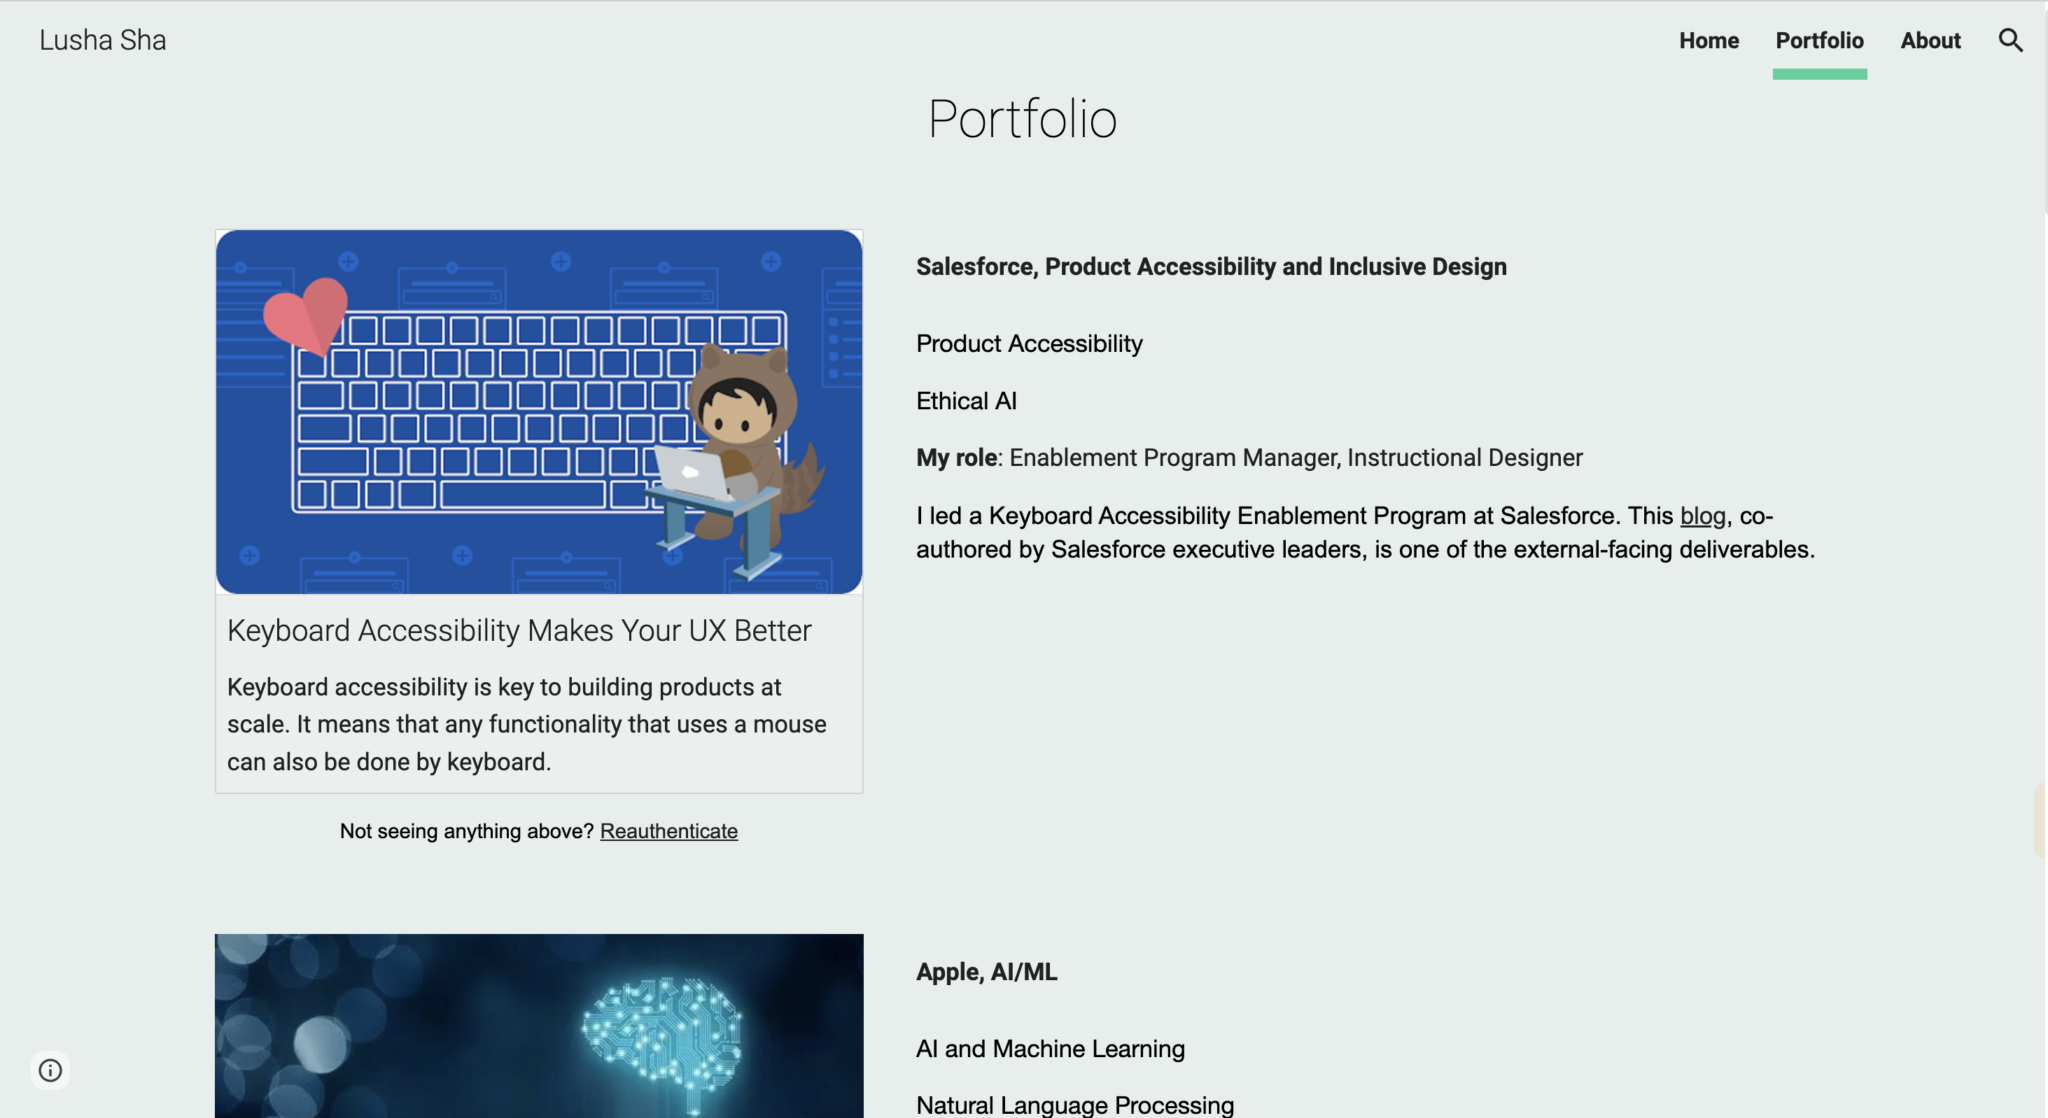 Lusha Sha
Home
Portfolio
About
Portfolio
Salesforce, Product Accessibility and Inclusive Design
Product Accessibility
Ethical AI
My role: Enablement Program Manager, Instructional Designer
I led a Keyboard Accessibility Enablement Program at Salesforce. This blog, co-
authored by Salesforce executive leaders, is one of the external-facing deliverables.
Keyboard Accessibility Makes Your UX Better
Keyboard accessibility is key to building products at
scale. It means that any functionality that uses a mouse
can also be done by keyboard.
Not seeing anything above? Reauthenticate
Apple, AI/ML
AI and Machine Learning
Natural Language Processing